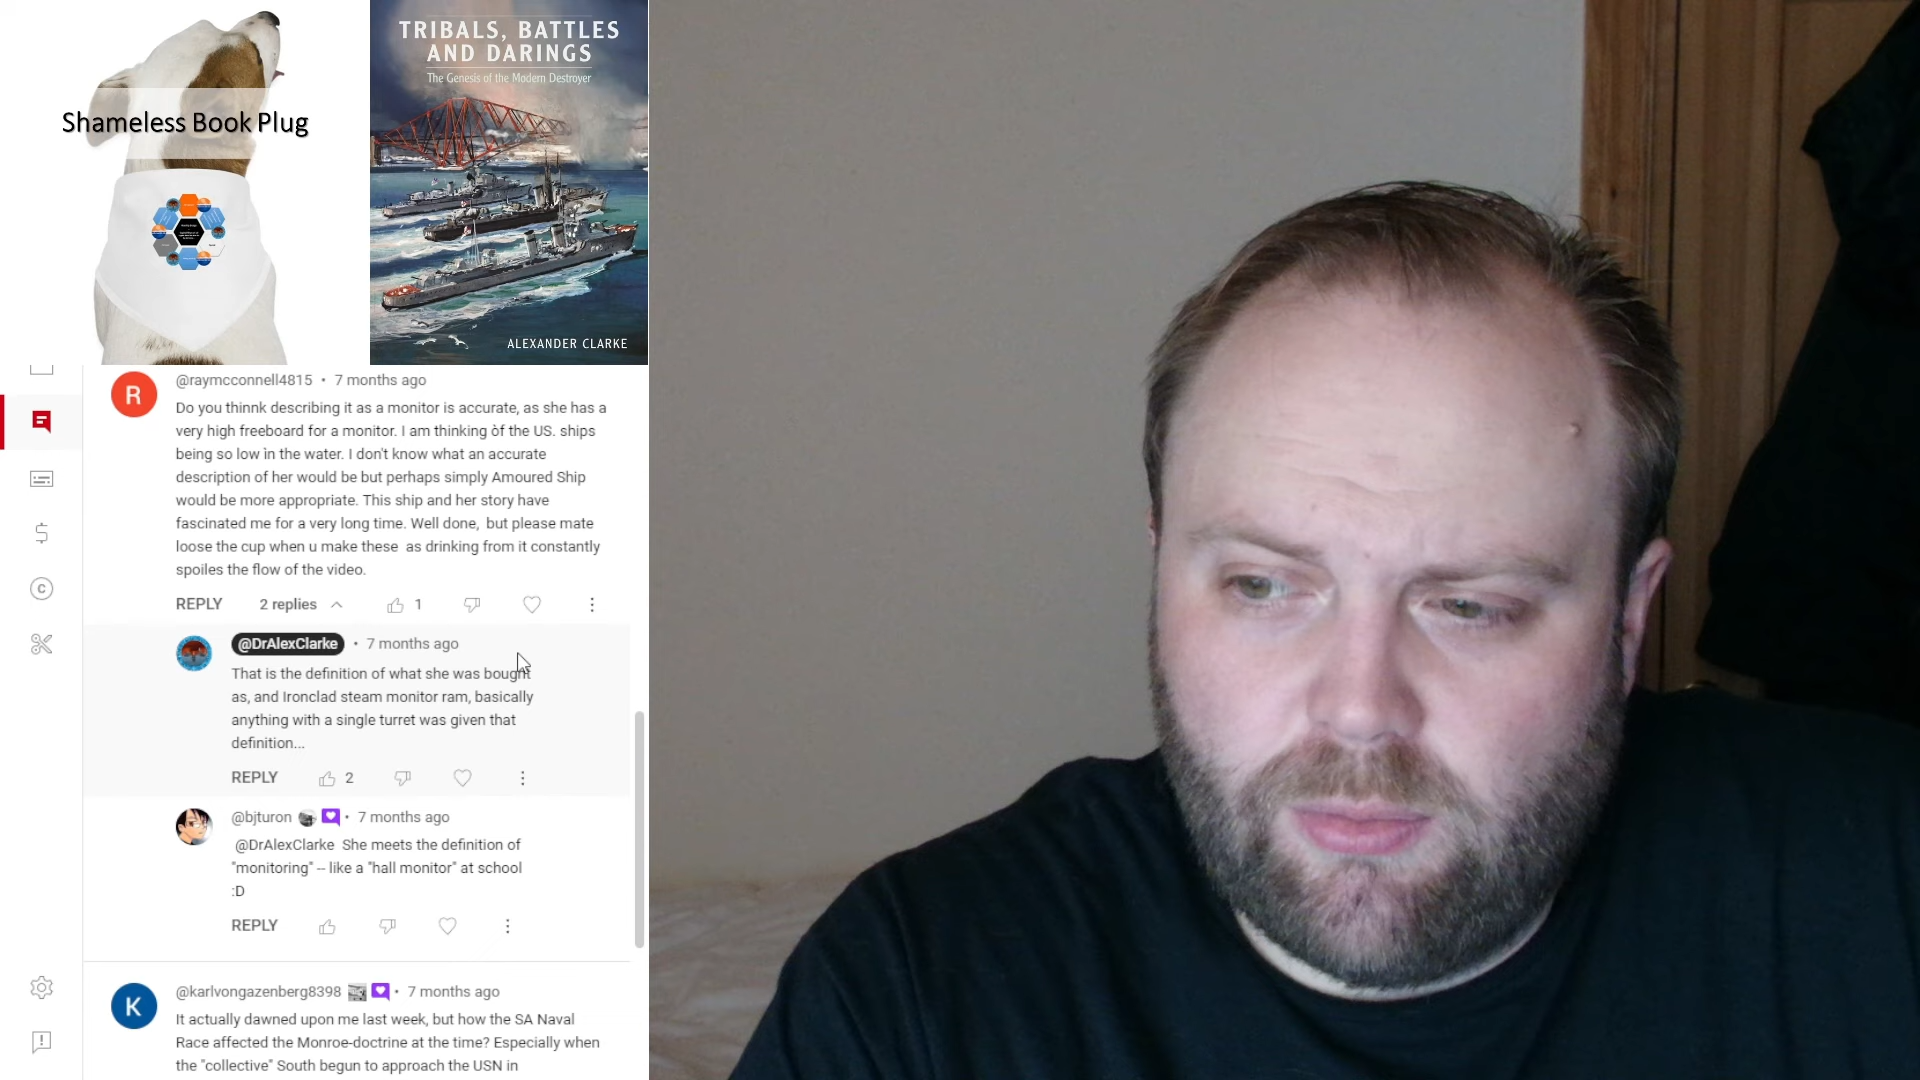 Shameless Book Plug
TRIBALS, BATTLES
AND DARINGS
The Genesis of the Modern Destroyer
ALEXANDER CLARKE
R
@raymcconnell4815 • 7 months ago
Do you thinnk describing it as a monitor is accurate, as she has a
very high freeboard for a monitor. I am thinking òf the US. ships
being so low ìn the water. I don't know what an accurate
description of her would be but perhaps simply Amoured Ship
would be more appropriate. This ship and her story have
fascinated me for a very long time. Well done, but please mate
loose the cup when u make these as drinking from it constantly
spoiles the flow of the video.
REPLY 2 replies 1
@DrAlexClarke • 7 months ago
That is the definition of what she was bought
as, and Ironclad steam monitor ram, basically
anything with a single turret was given that
definition...
REPLY 2
@bjturon • 7 months ago
@DrAlexClarke She meets the definition of
"monitoring" -- like a "hall monitor" at school
:D
REPLY
K
@karlvongazenberg8398 • 7 months ago
It actually dawned upon me last week, but how the SA Naval
Race affected the Monroe-doctrine at the time? Especially when
the "collective" South begun to approach the USN in